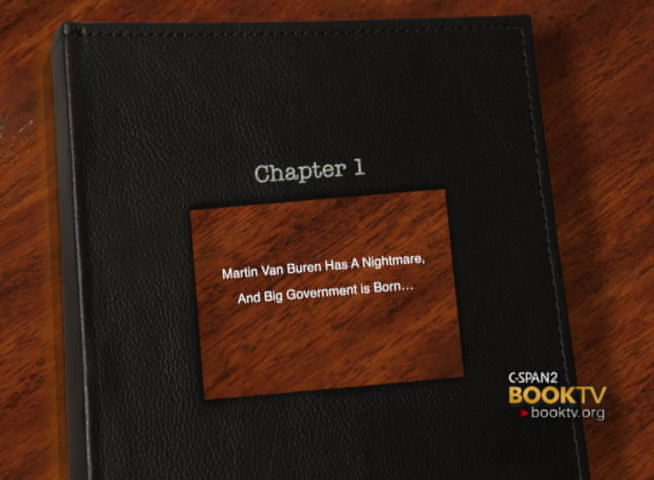 Chapter 1
Martin Van Buren Has A Nightmare,
And Big Government is Born...
C-SPAN2
BOOKTV
booktv.org